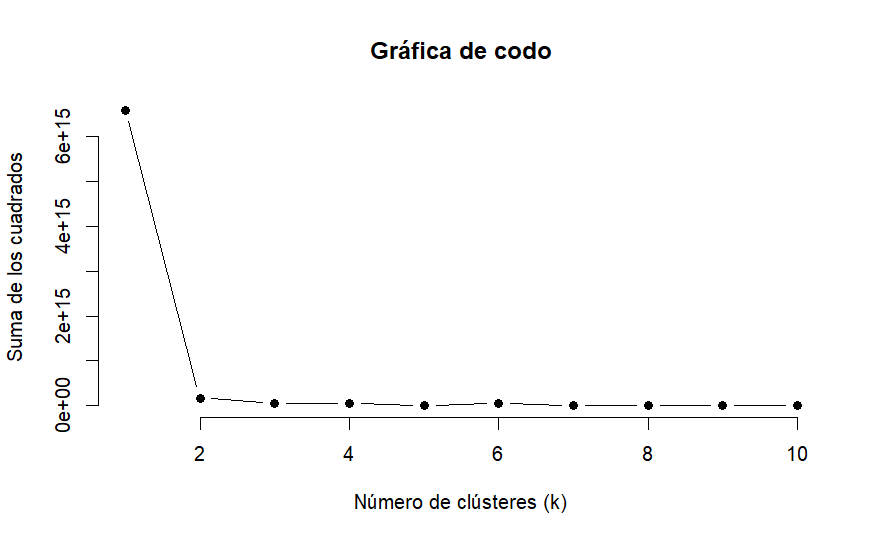 Gráfica de codo
Suma de los cuadrados
6e+15
4e+15
2e+15
0e+00
2 4 6 8 10
Número de clústeres (k)